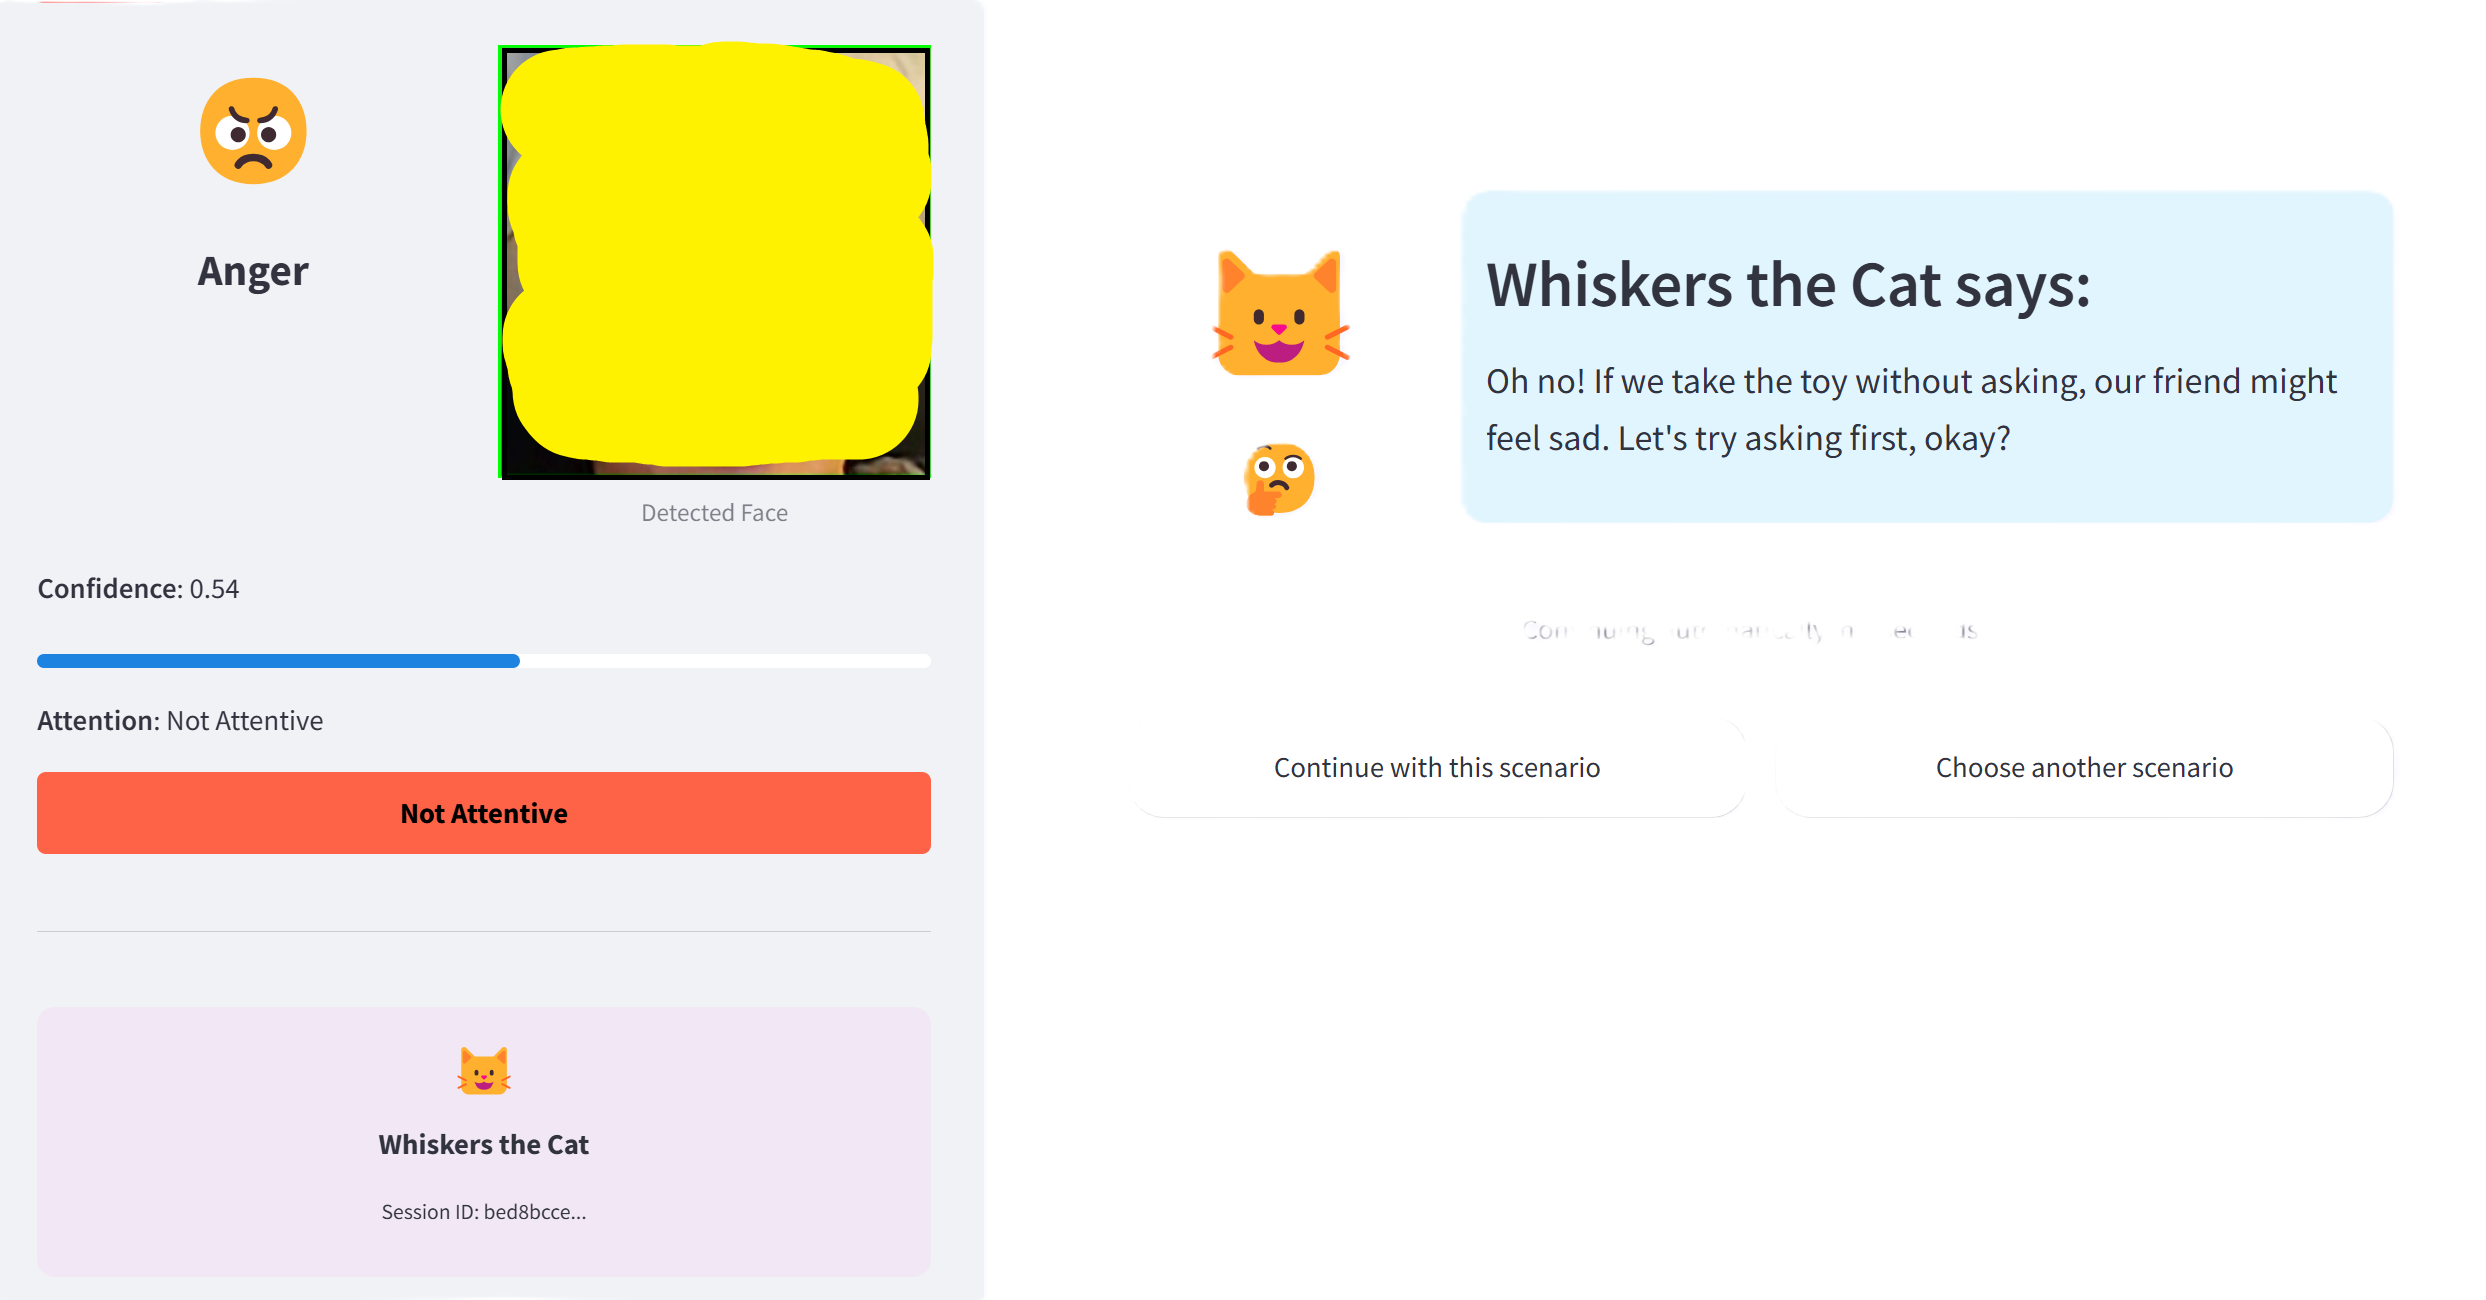 Anger
Detected Face
Confidence: 0.54
Attention: Not Attentive
Not Attentive
Whiskers the Cat
Session ID: bed8bcce...
Whiskers the Cat says:
Oh no! If we take the toy without asking, our friend might
feel sad. Let's try asking first, okay?
Continue with this scenario
Choose another scenario